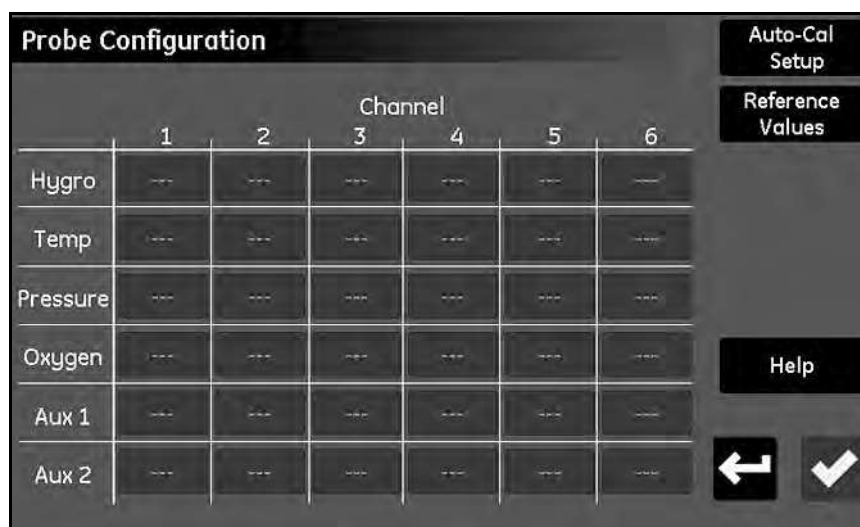 Probe Configuration
Auto-Cal
Setup
Reference
Values
Channel
1 2 3 4 5 6
Hygro --- --- --- --- --- ---
Temp --- --- --- --- --- ---
Pressure --- --- --- --- --- ---
Oxygen --- --- --- --- --- ---
Help
Aux 1 --- --- --- --- --- ---
Aux 2 --- --- --- --- --- ---